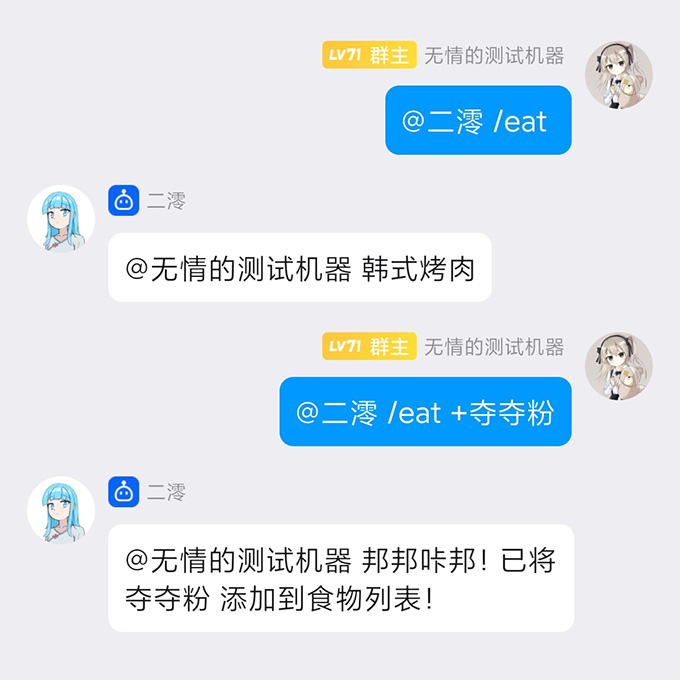 LV71 群主 无情的测试机器
@二澪 /eat
二澪
@无情的测试机器 韩式烤肉
LV71 群主 无情的测试机器
@二澪 /eat +夺夺粉
二澪
@无情的测试机器 邦邦咔邦！已将
夺夺粉 添加到食物列表！